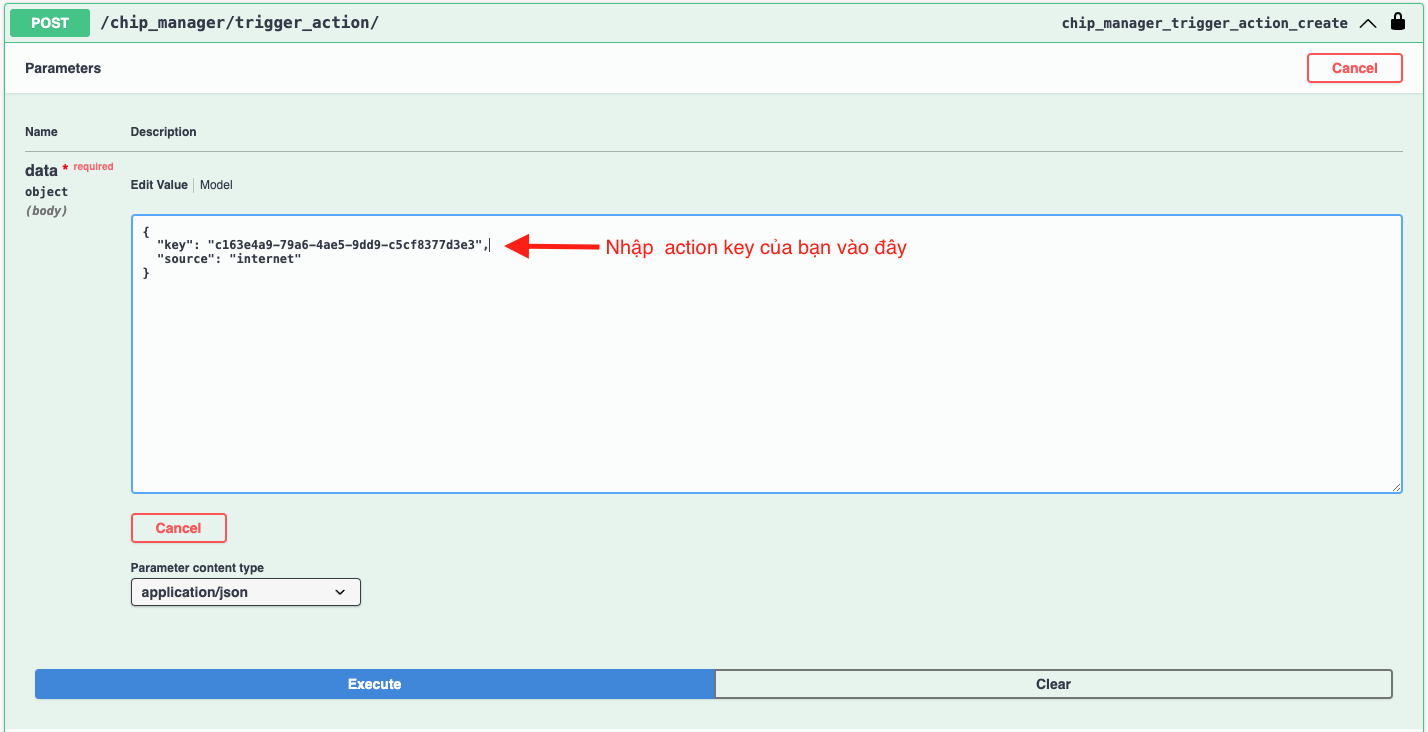 POST /chip_manager/trigger_action/ chip_manager_trigger_action_create
Parameters Cancel
Name Description
data * required
object
(body)
Edit Value Model
{
"key": "c163e4a9-79a6-4ae5-9dd9-c5cf8377d3e3", Nhập action key của bạn vào đây
"source": "internet"
}
Cancel
Parameter content type
application/json
Execute Clear